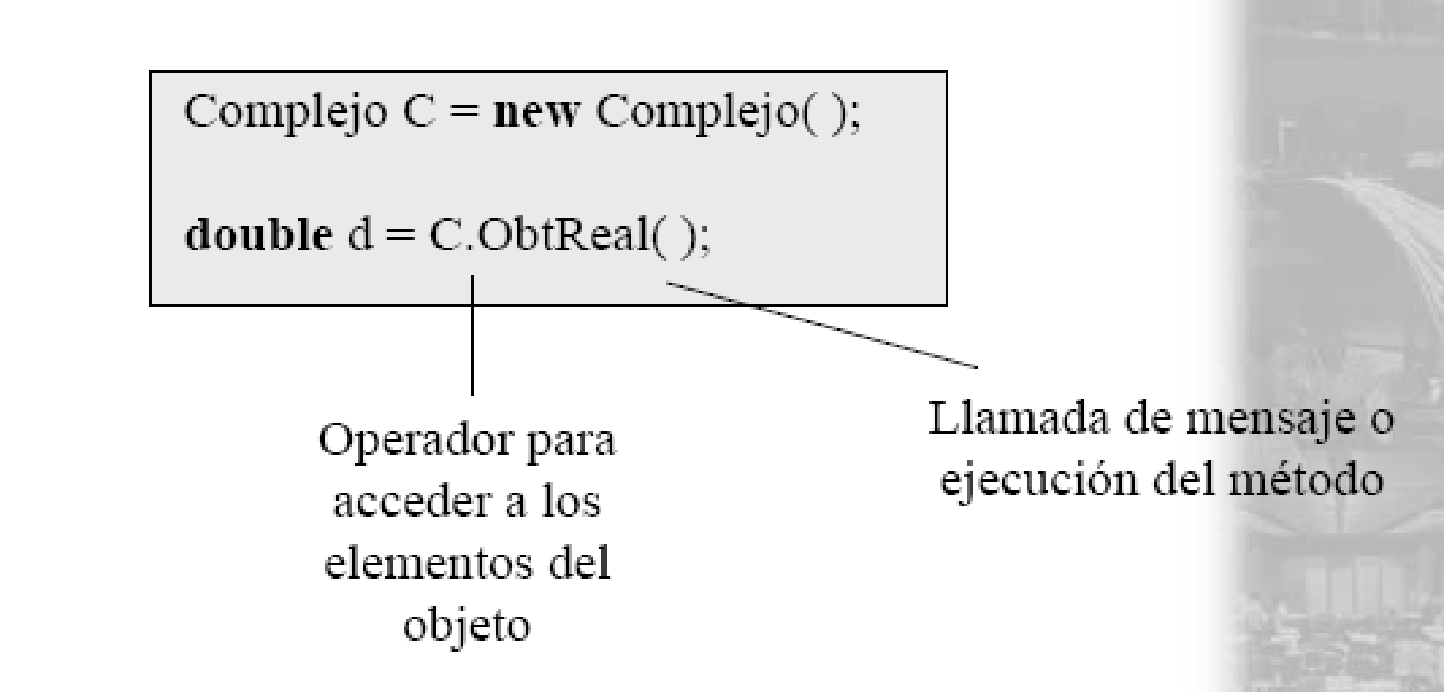 Complejo C = new Complejo( );
double d = C.ObtReal( );
Operador para
acceder a los
elementos del
objeto
Llamada de mensaje o
ejecución del método